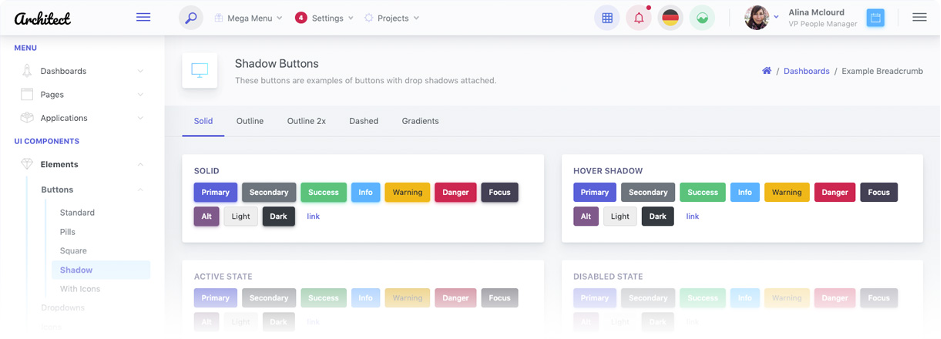 Architect
Mega Menu
4
Settings
Projects
Alina Mclourd
VP People Manager
MENU
Dashboards
Pages
Applications
UI COMPONENTS
Elements
Buttons
Standard
Pills
Square
Shadow
With Icons
Dropdowns
Icons
Shadow Buttons
These buttons are examples of buttons with drop shadows attached.
/ Dashboards / Example Breadcrumb
Solid Outline Outline 2x Dashed Gradients
SOLID
Primary Secondary Success Info Warning Danger Focus
Alt Light Dark link
HOVER SHADOW
Primary Secondary Success Info Warning Danger Focus
Alt Light Dark link
ACTIVE STATE
Primary Secondary Success Info Warning Danger Focus
Alt Light Dark link
DISABLED STATE
Primary Secondary Success Info Warning Danger Focus
Alt Light Dark link